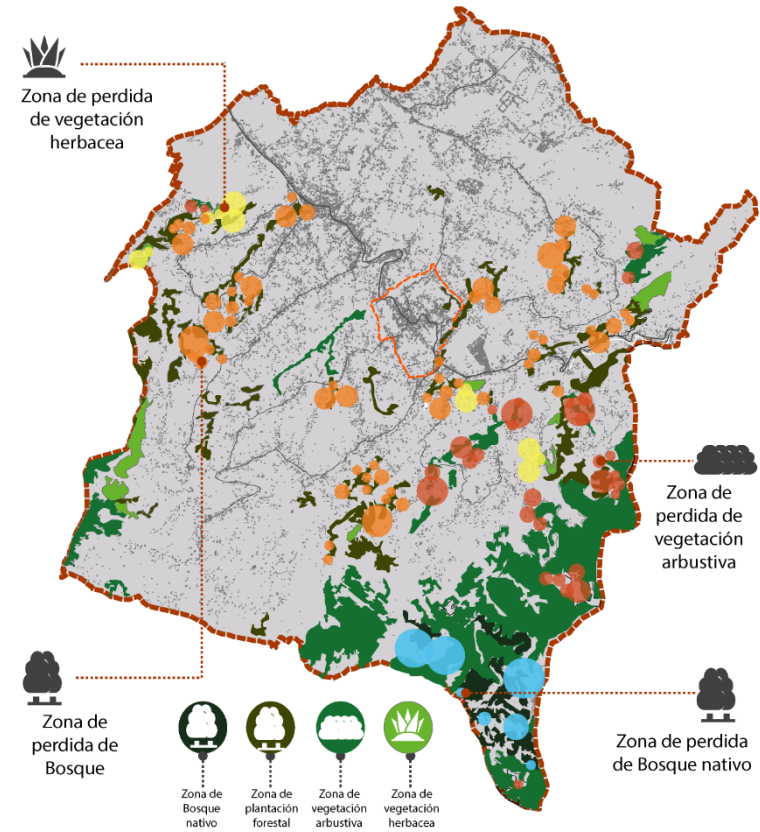 Zona de perdida
de vegetación
herbacea
Zona de
perdida de
vegetación
arbustiva
Zona de
perdida de
Bosque
Zona de
Bosque
nativo
Zona de
plantación
forestal
Zona de
vegetación
arbustiva
Zona de
vegetación
herbacea
Zona de perdida
de Bosque nativo